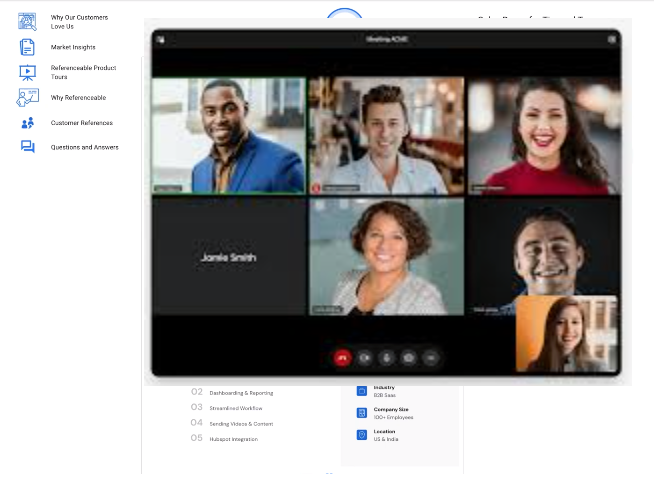 Why Our Customers
Love Us
Market Insights
Referenceable Product
Tours
Why Referenceable
Customer References
Questions and Answers
Meeting ACME
Jamie Smith
02 Dashboarding & Reporting
03 Streamlined Workflow
04 Sending Videos & Content
05 Hubspot Integration
Industry
B2B Saas
Company Size
100+ Employees
Location
US & India